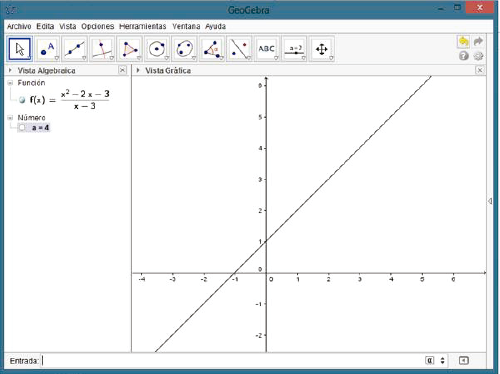 GeoGebra
Archivo Edita Vista Opciones Herramientas Ventana Ayuda
A ABC a=2
Vista Algebraica
Vista Gráfica
Función
f(x) = (x² − 2 x − 3) / (x − 3)
Número
a = 4
6
5
4
3
2
1
0
-4 -3 -2 -1 0 1 2 3 4 5 6
-1
-2
Entrada:
α